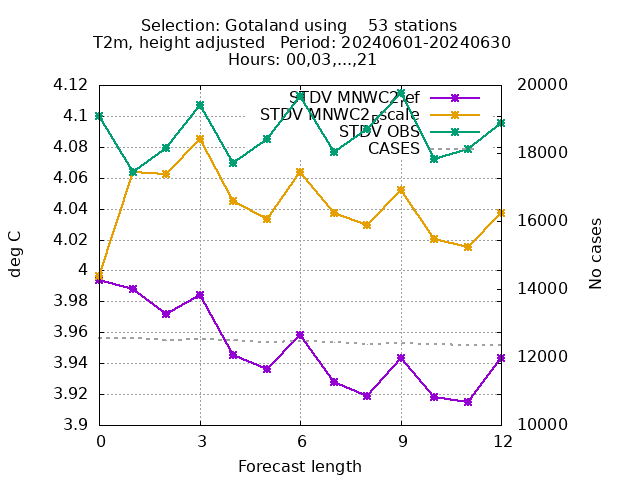 Selection: Gotaland using    53 stations
T2m, height adjusted   Period: 20240601-20240630
Hours: 00,03,...,21
STDV MNWC2_ref
STDV MNWC2_pscale
STDV OBS
CASES
4.12
4.1
4.08
4.06
4.04
4.02
4
3.98
3.96
3.94
3.92
3.9
20000
18000
16000
14000
12000
10000
deg C
No cases
0
3
6
9
12
Forecast length